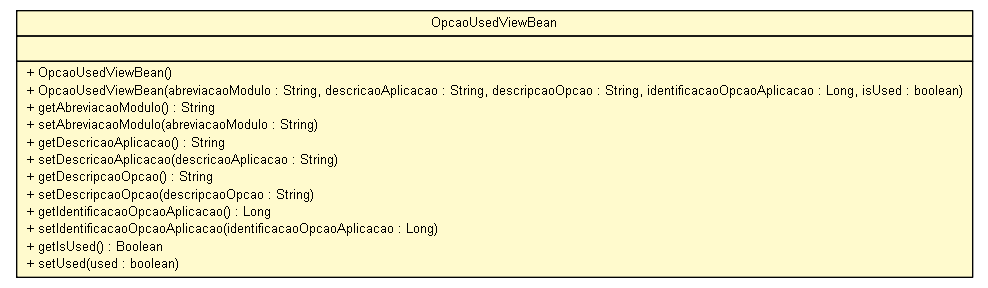 OpcaoUsedViewBean
+ OpcaoUsedViewBean()
+ OpcaoUsedViewBean(abreviacaoModulo : String, descricaoAplicacao : String, descripcaoOpcao : String, identificacaoOpcaoAplicacao : Long, isUsed : boolean)
+ getAbreviacaoModulo() : String
+ setAbreviacaoModulo(abreviacaoModulo : String)
+ getDescricaoAplicacao() : String
+ setDescricaoAplicacao(descricaoAplicacao : String)
+ getDescripcaoOpcao() : String
+ setDescripcaoOpcao(descripcaoOpcao : String)
+ getIdentificacaoOpcaoAplicacao() : Long
+ setIdentificacaoOpcaoAplicacao(identificacaoOpcaoAplicacao : Long)
+ getIsUsed() : Boolean
+ setUsed(used : boolean)